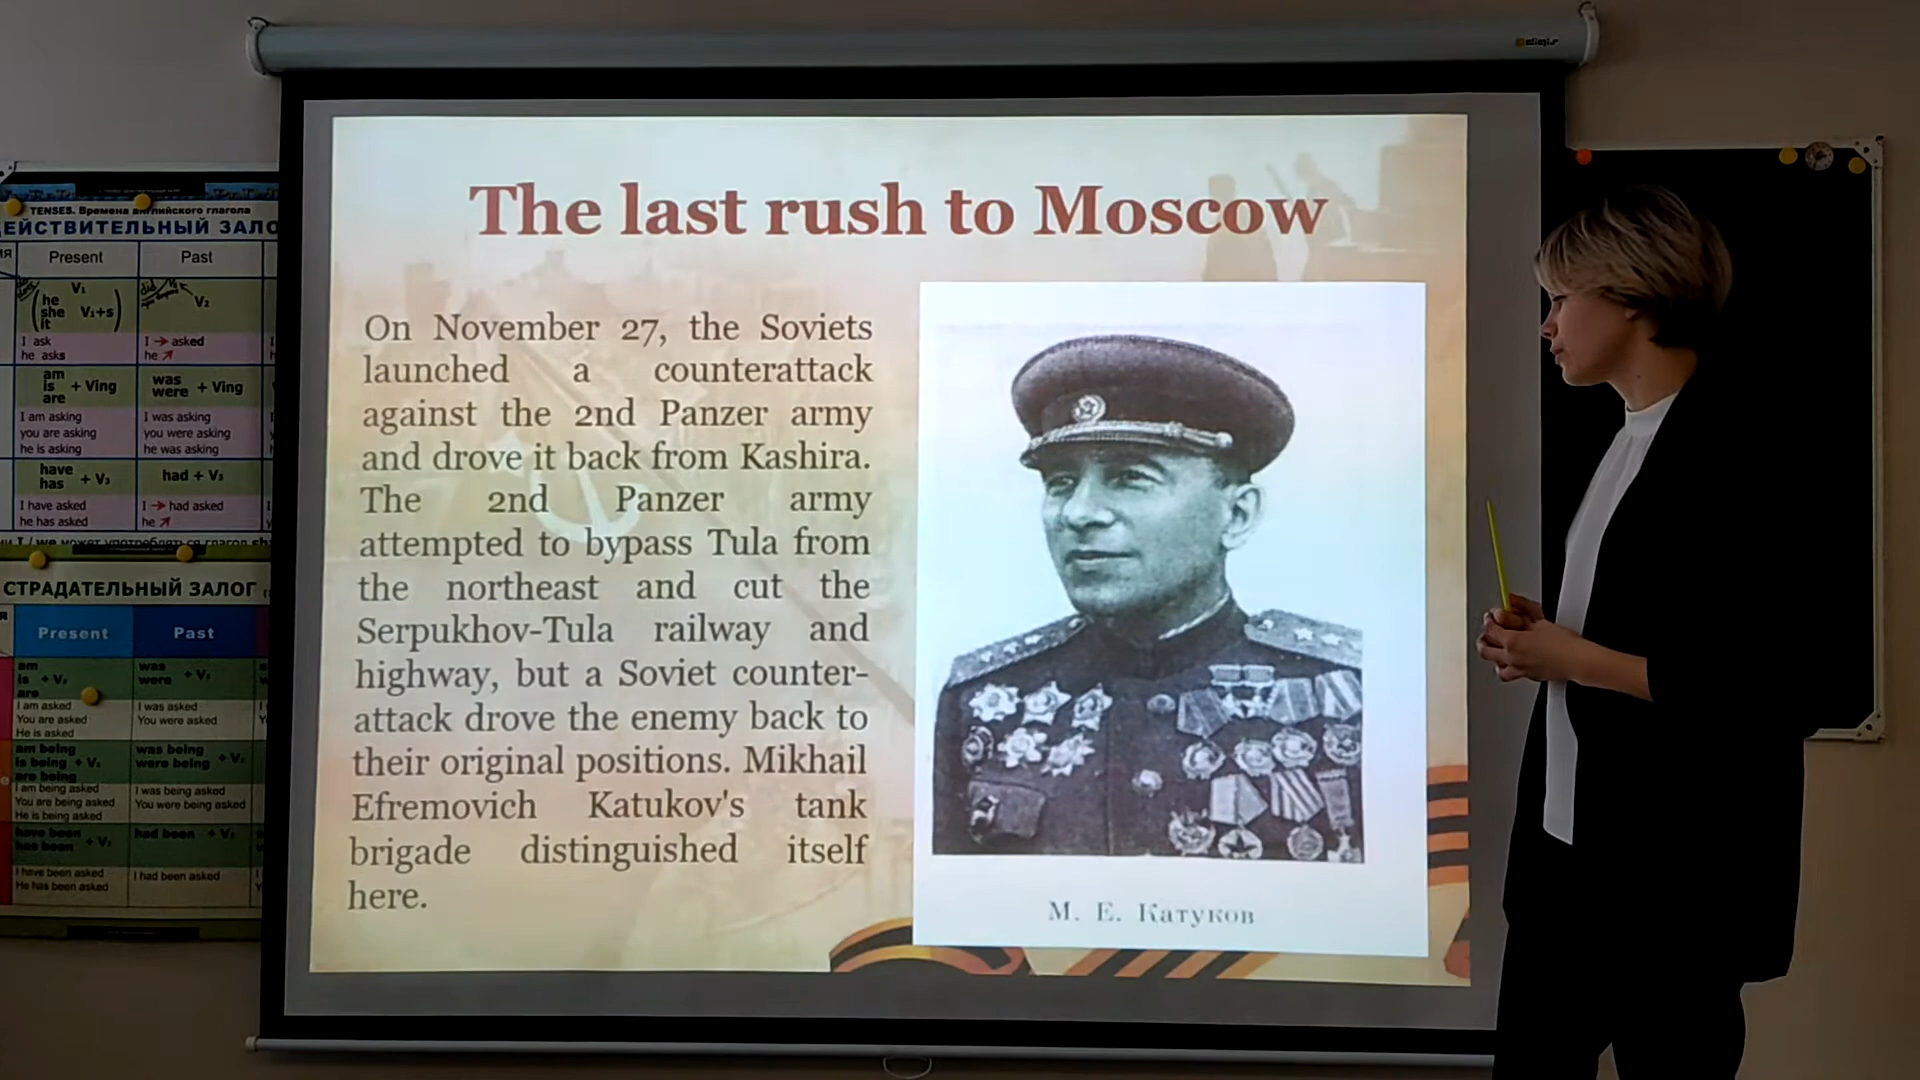 The last rush to Moscow
On November 27, the Soviets
launched a counterattack
against the 2nd Panzer army
and drove it back from Kashira.
The 2nd Panzer army
attempted to bypass Tula from
the northeast and cut the
Serpukhov-Tula railway and
highway, but a Soviet counter-
attack drove the enemy back to
their original positions. Mikhail
Efremovich Katukov's tank
brigade distinguished itself
here.
М. Е. Катуков
TENSES. Времена английского глагола
ДЕЙСТВИТЕЛЬНЫЙ ЗАЛО
Present Past
he
she V₁+s
it
V₁
did
V₂
I ask
he asks
I → asked
he ↗
am
is + Ving
are
was
were + Ving
I am asking
you are asking
he is asking
I was asking
you were asking
he was asking
have
has + V₃
had + V₃
I have asked
he has asked
I → had asked
he ↗
I / we может употребляться глагол
СТРАДАТЕЛЬНЫЙ ЗАЛОГ
Present Past
am
is + V₃
are
was
were + V₃
I am asked
You are asked
He is asked
I was asked
You were asked
am being
is being + V₃
are being
was being
were being + V₃
I am being asked
You are being asked
He is being asked
I was being asked
You were being asked
have been
has been + V₃
had been + V₃
I have been asked
He has been asked
I had been asked